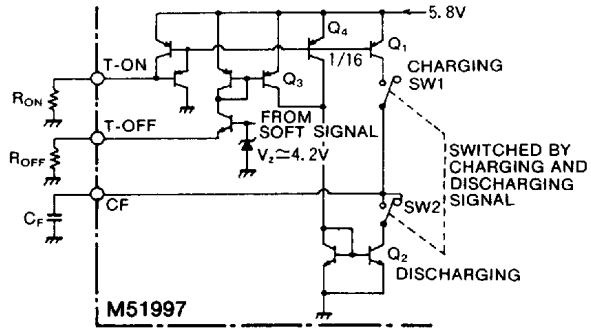 5.8V
Q4
Q1
T-ON
1/16
CHARGING
SW1
RON
Q3
T-OFF
FROM
SOFT SIGNAL
ROFF
VZ≃4.2V
SWITCHED BY
CHARGING AND
DISCHARGING
SIGNAL
CF
SW2
CF
Q2
DISCHARGING
M51997